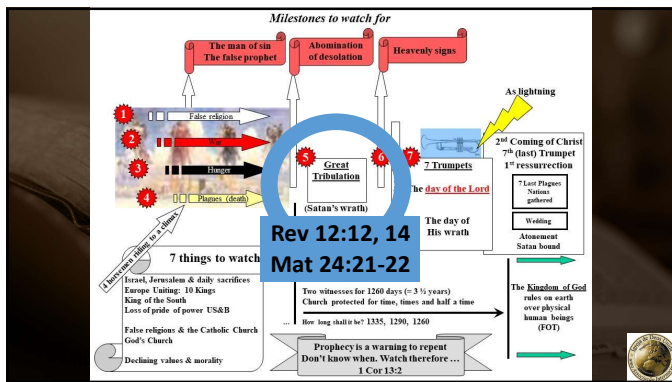 Milestones to watch for
The man of sin
The false prophet
Abomination
of desolation
Heavenly signs
As lightning
1
False religion
2
War
3
Hunger
4
Plagues (death)
4 horsemen riding to a climax
5
Great
Tribulation
(Satan's wrath)
6
7
7 Trumpets
The day of the Lord
The day of
His wrath
2nd Coming of Christ
7th (last) Trumpet
1st ressurrection
7 Last Plagues
Nations
gathered
Wedding
Atonement
Satan bound
Rev 12:12, 14
Mat 24:21-22
7 things to watch
Israel, Jerusalem & daily sacrifices
Europe Uniting: 10 Kings
King of the South
Loss of pride of power US&B
False religions & the Catholic Church
God's Church
Declining values & morality
Two witnesses for 1260 days (= 3 ½ years)
Church protected for time, times and half a time
... How long shall it be? 1335, 1290, 1260
The Kingdom of God
rules on earth
over physical
human beings
(FOT)
Prophecy is a warning to repent
Don't know when. Watch therefore ...
1 Cor 13:2